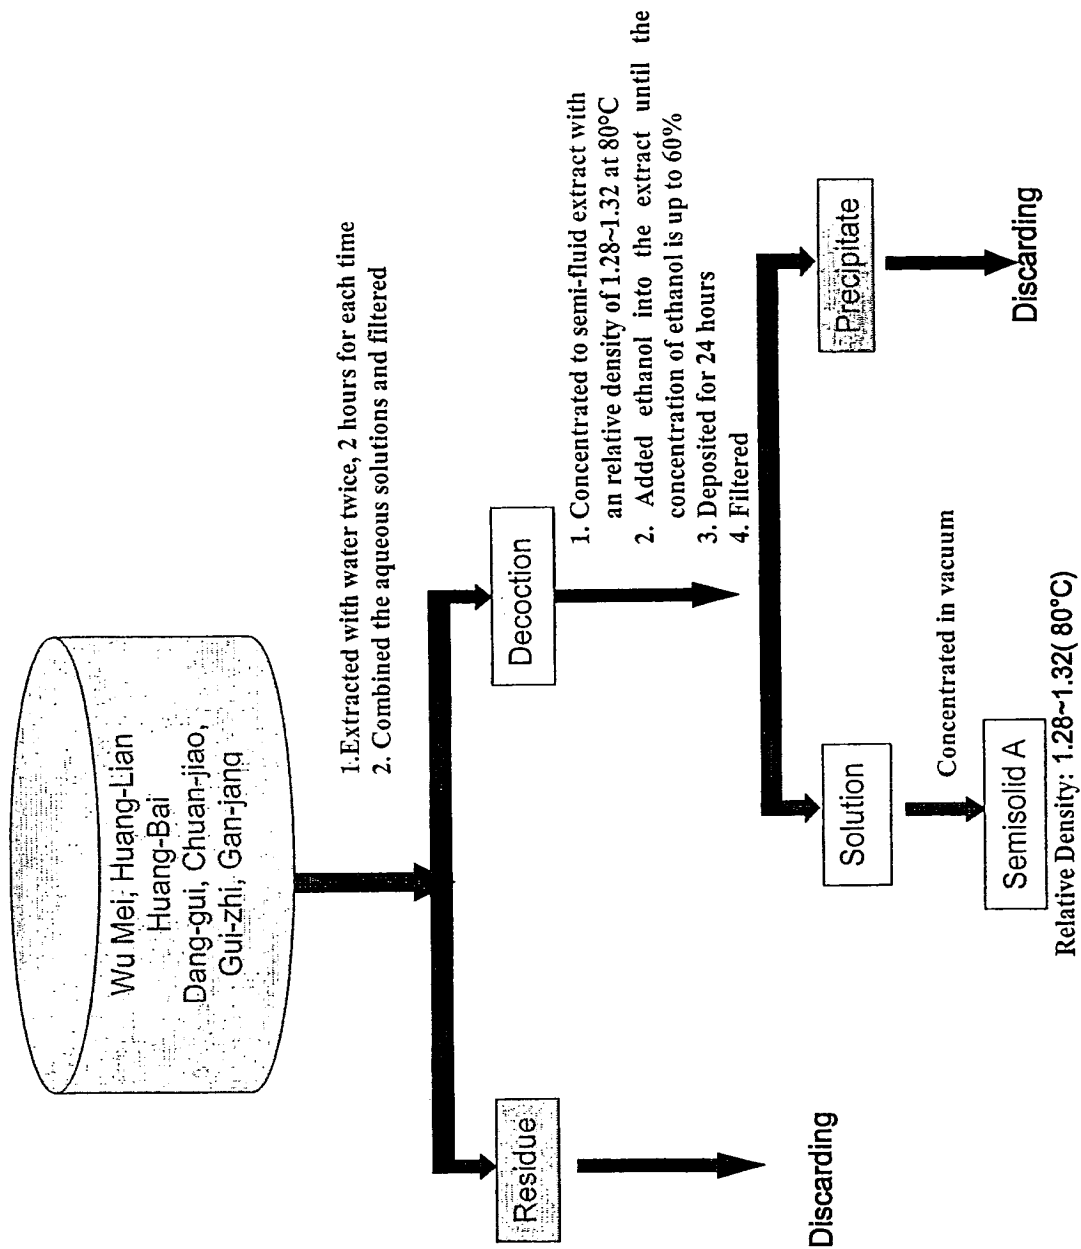 Wu Mei, Huang-Lian
Huang-Bai
Dang-gui, Chuan-jiao,
Gui-zhi, Gan-jang
1.Extracted with water twice, 2 hours for each time
2. Combined the aqueous solutions and filtered
Residue
Decoction
Discarding
1. Concentrated to semi-fluid extract with
an relative density of 1.28~1.32 at 80°C
2. Added ethanol into the extract until the
concentration of ethanol is up to 60%
3. Deposited for 24 hours
4. Filtered
Solution
Precipitate
Concentrated in vacuum
Discarding
Semisolid A
Relative Density: 1.28~1.32( 80°C)